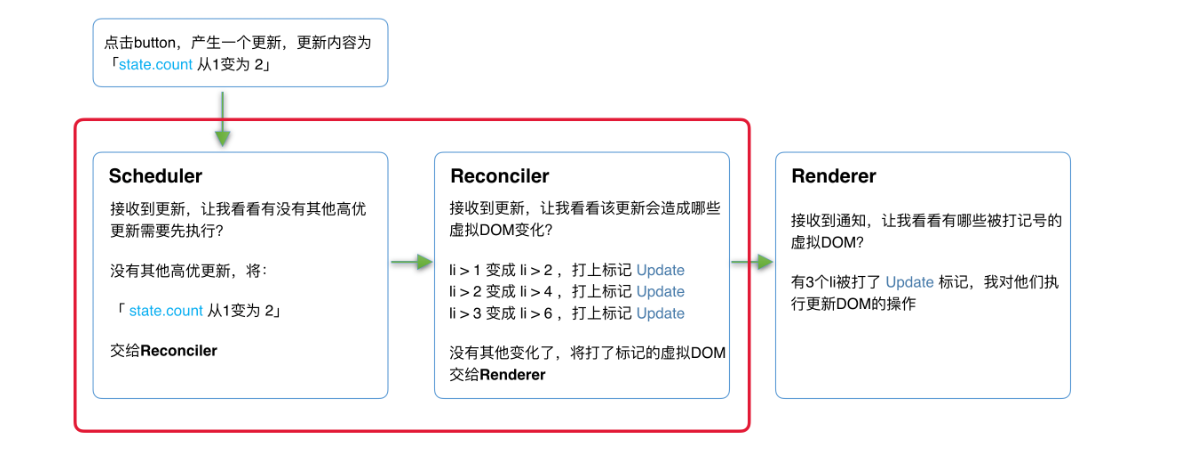 点击button，产生一个更新，更新内容为
「state.count 从1变为 2」
Scheduler
接收到更新，让我看看有没有其他高优
更新需要先执行？
没有其他高优更新，将：
「 state.count 从1变为 2」
交给Reconciler
Reconciler
接收到更新，让我看看该更新会造成哪些
虚拟DOM变化？
li > 1 变成 li > 2 ，打上标记 Update
li > 2 变成 li > 4 ，打上标记 Update
li > 3 变成 li > 6 ，打上标记 Update
没有其他变化了，将打了标记的虚拟DOM
交给Renderer
Renderer
接收到通知，让我看看有哪些被打记号的
虚拟DOM？
有3个li被打了 Update 标记，我对他们执
行更新DOM的操作